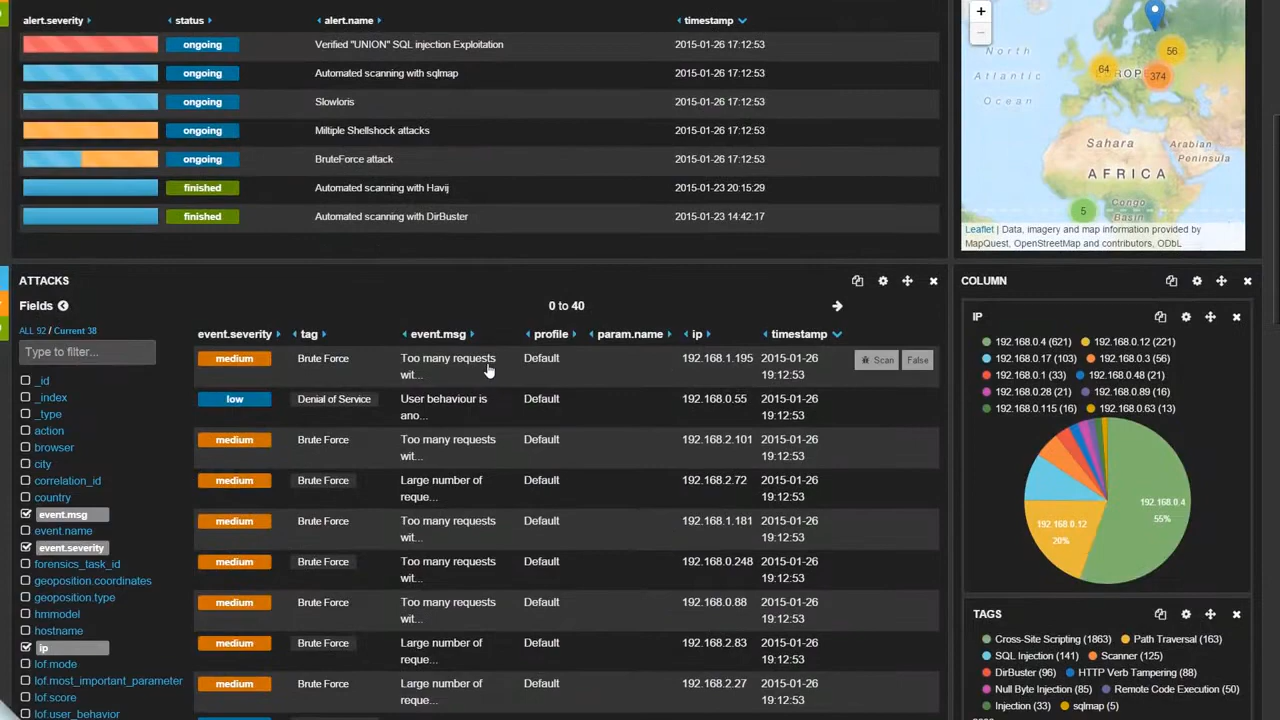 alert.severity status alert.name timestamp
ongoing Verified "UNION" SQL injection Exploitation 2015-01-26 17:12:53
ongoing Automated scanning with sqlmap 2015-01-26 17:12:53
ongoing Slowloris 2015-01-26 17:12:53
ongoing Miltiple Shellshock attacks 2015-01-26 17:12:53
ongoing BruteForce attack 2015-01-26 17:12:53
finished Automated scanning with Havij 2015-01-23 20:15:29
finished Automated scanning with DirBuster 2015-01-23 14:42:17
+
-
North
Atlantic
Ocean
56
64
ROP
374
Sahara
Arabian
Peninsula
AFRICA
5
Congo
Basin
Leaflet | Data, imagery and map information provided by
MapQuest, OpenStreetMap and contributors, ODbL
ATTACKS
Fields
0 to 40
ALL 92 / Current 38
Type to filter...
_id
_index
_type
action
browser
city
correlation_id
country
event.msg
event.name
event.severity
forensics_task_id
geoposition.coordinates
geoposition.type
hmmodel
hostname
ip
lof.mode
lof.most_important_parameter
lof.score
lof.user_behavior
event.severity tag event.msg profile param.name ip timestamp
medium Brute Force Too many requests Default 192.168.1.195 2015-01-26 Scan False
wit... 19:12:53
low Denial of Service User behaviour is Default 192.168.0.55 2015-01-26
ano... 19:12:53
medium Brute Force Too many requests Default 192.168.2.101 2015-01-26
wit... 19:12:53
medium Brute Force Large number of Default 192.168.2.72 2015-01-26
reque... 19:12:53
medium Brute Force Too many requests Default 192.168.1.181 2015-01-26
wit... 19:12:53
medium Brute Force Too many requests Default 192.168.0.248 2015-01-26
wit... 19:12:53
medium Brute Force Too many requests Default 192.168.0.88 2015-01-26
wit... 19:12:53
medium Brute Force Large number of Default 192.168.2.83 2015-01-26
reque... 19:12:53
medium Brute Force Large number of Default 192.168.2.27 2015-01-26
reque... 19:12:53
COLUMN
IP
192.168.0.4 (621) 192.168.0.12 (221)
192.168.0.17 (103) 192.168.0.3 (56)
192.168.0.1 (33) 192.168.0.48 (21)
192.168.0.28 (21) 192.168.0.89 (16)
192.168.0.115 (16) 192.168.0.63 (13)
192.168.0.4
55%
192.168.0.12
20%
TAGS
Cross-Site Scripting (1863) Path Traversal (163)
SQL Injection (141) Scanner (125)
DirBuster (96) HTTP Verb Tampering (88)
Null Byte Injection (85) Remote Code Execution (50)
Injection (33) sqlmap (5)